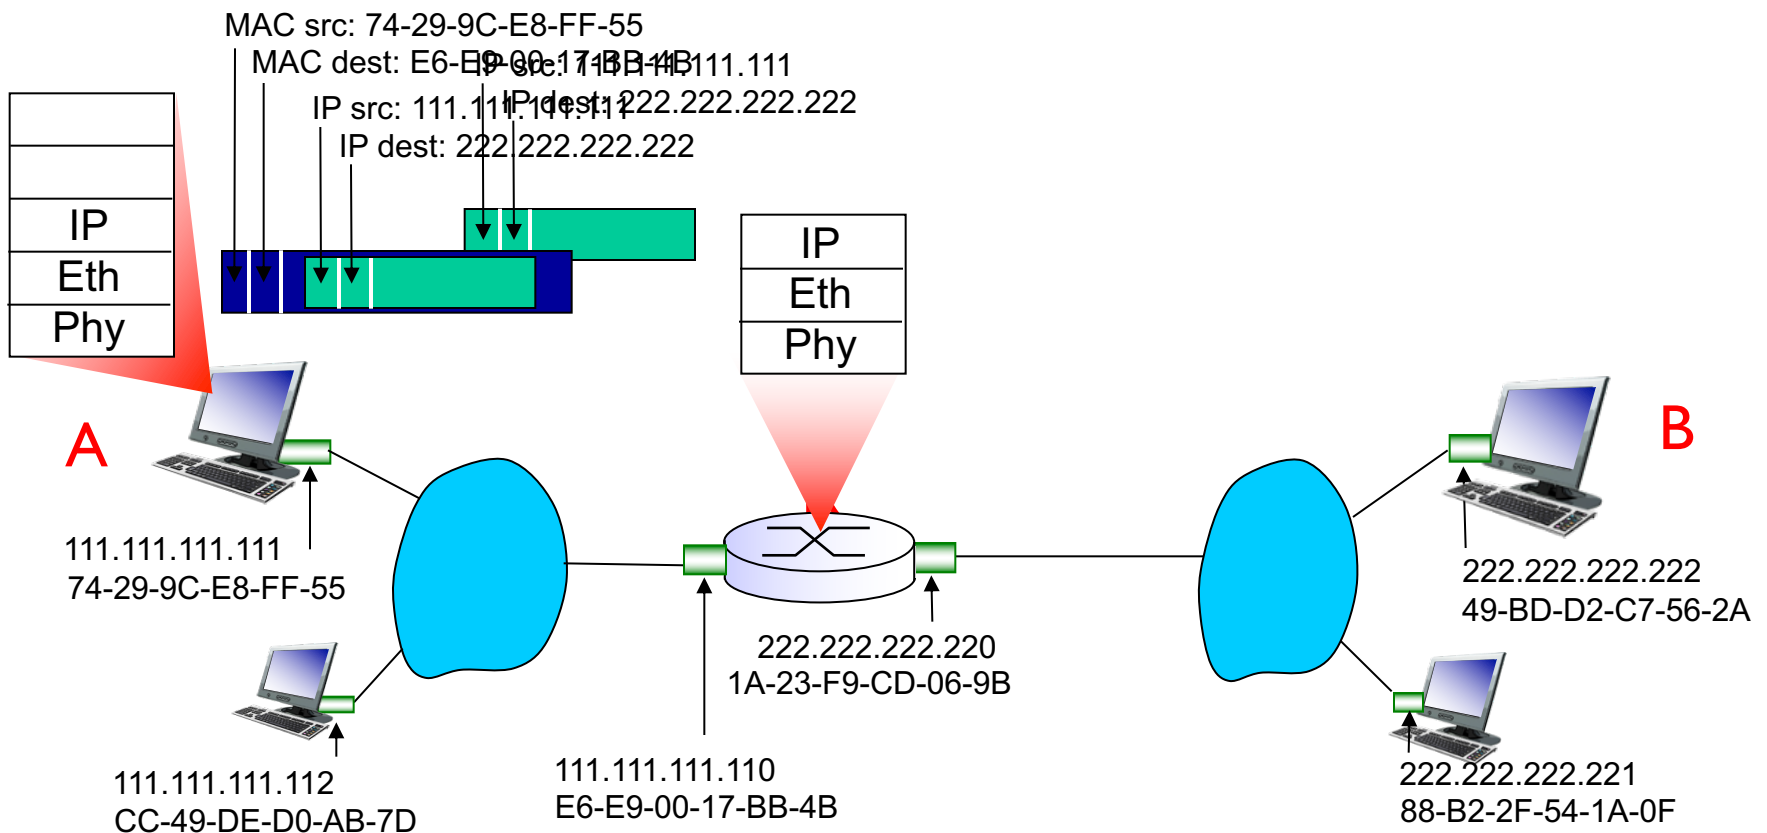 MAC src: 74-29-9C-E8-FF-55
MAC dest: E6-E9-00-17-BB-4B
IP src: 111.111.111.111
IP dest: 222.222.222.222
IP src: 111.111.111.111
IP dest: 222.222.222.222
IP
Eth
Phy
IP
Eth
Phy
A
B
111.111.111.111
74-29-9C-E8-FF-55
222.222.222.222
49-BD-D2-C7-56-2A
222.222.222.220
1A-23-F9-CD-06-9B
111.111.111.112
CC-49-DE-D0-AB-7D
111.111.111.110
E6-E9-00-17-BB-4B
222.222.222.221
88-B2-2F-54-1A-0F